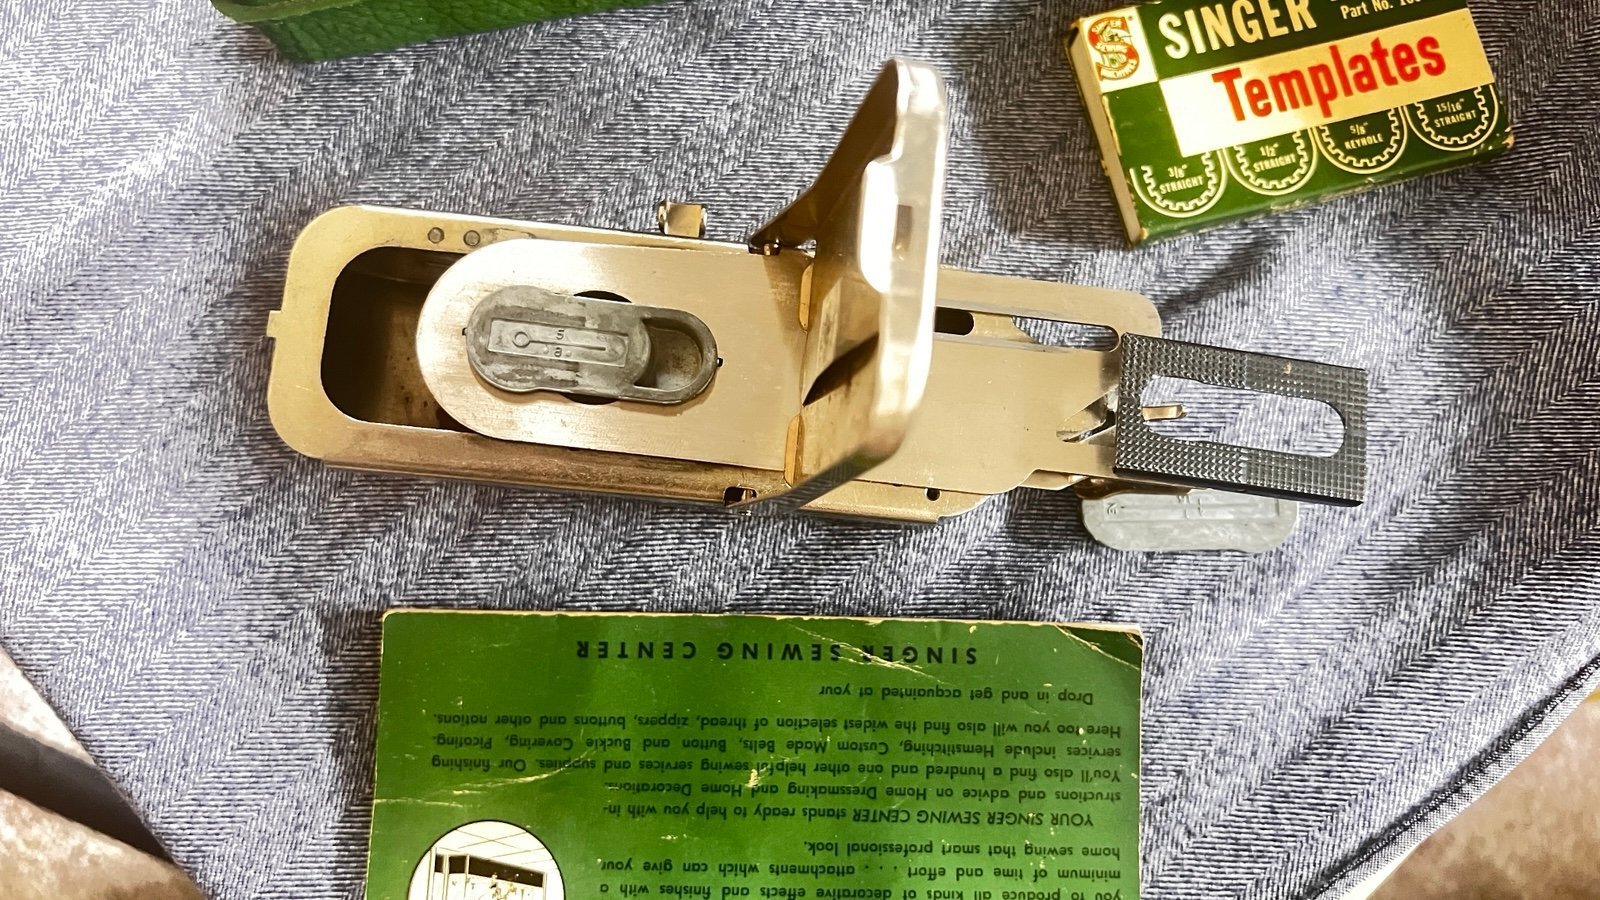 SINGER
Part No.
Templates
3/8"
STRAIGHT
1/2"
STRAIGHT
5/8"
KEYHOLE
15/16"
STRAIGHT
5
8
to produce all kinds of decorative effects and finishes with a
minimum of time and effort . . . attachments which can give your
home sewing that smart professional look.
YOUR SINGER SEWING CENTER stands ready to help you with in-
structions and advice on Home Dressmaking and Home Decorations.
You'll also find a hundred and one other helpful sewing services and supplies. Our finishing
services include Hemstitching, Custom Made Belts, Button and Buckle Covering, Picoting.
Here too you will also find the widest selection of thread, zippers, buttons and other notions.
Drop in and get acquainted at your
SINGER SEWING CENTER